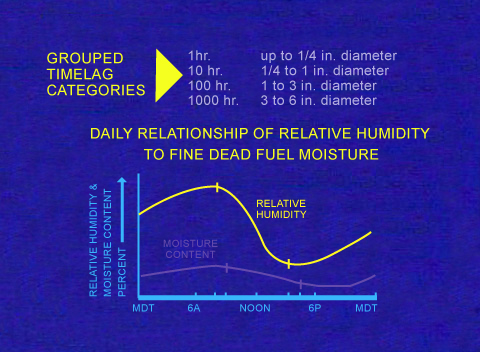 GROUPED
TIMELAG
CATEGORIES
1hr. up to 1/4 in. diameter
10 hr. 1/4 to 1 in. diameter
100 hr. 1 to 3 in. diameter
1000 hr. 3 to 6 in. diameter
DAILY RELATIONSHIP OF RELATIVE HUMIDITY
TO FINE DEAD FUEL MOISTURE
RELATIVE HUMIDITY &
MOISTURE CONTENT
PERCENT
RELATIVE
HUMIDITY
MOISTURE
CONTENT
MDT 6A NOON 6P MDT